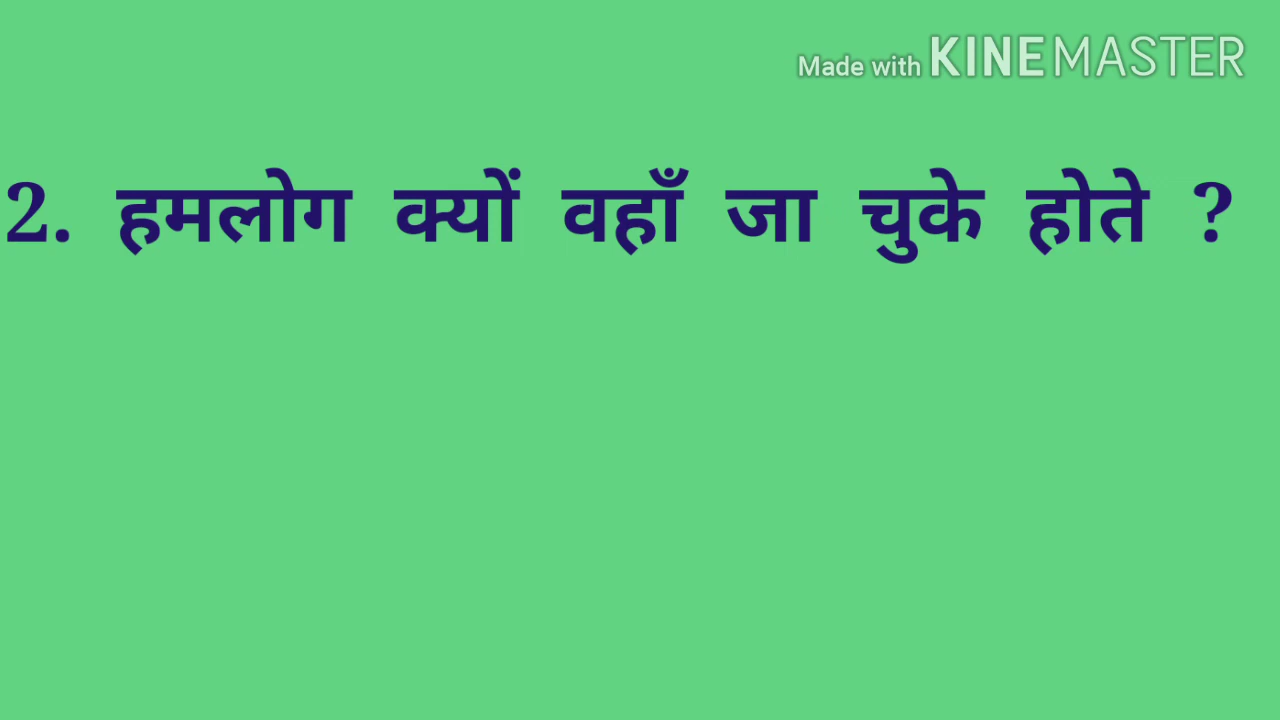 Made with KINEMASTER
2. हमलोग क्यों वहाँ जा चुके होते ?